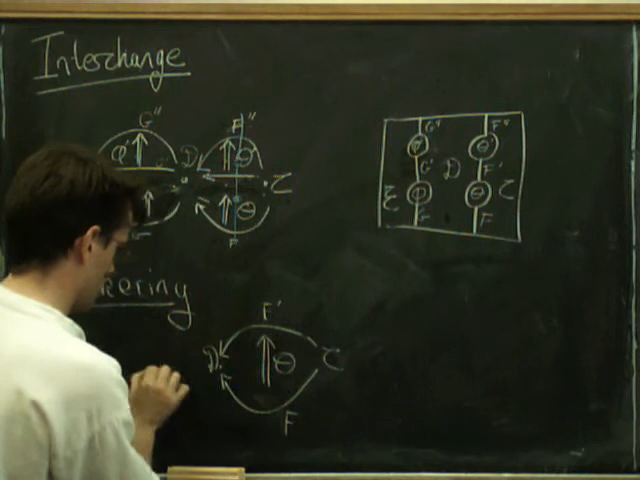 Interchange
G" F" G" F"
φ' D θ' φ' θ'
G' D F'
C
θ E φ θ C
F G F
ering
F'
D θ C
F